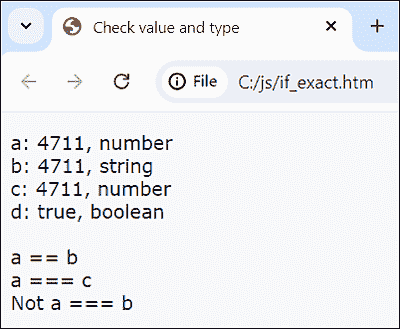 Check value and type
File C:/js/if_exact.htm
a: 4711, number
b: 4711, string
c: 4711, number
d: true, boolean
a == b
a === c
Not a === b